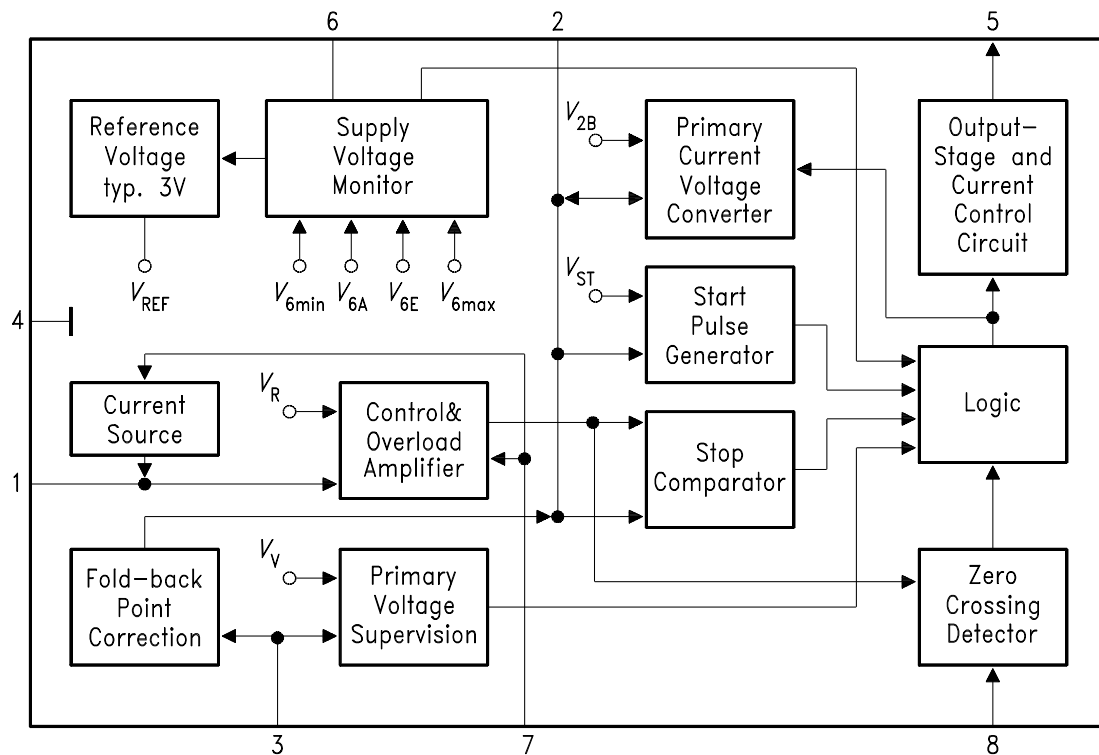 6
2
5
Reference
Voltage
typ. 3V
Supply
Voltage
Monitor
V2B
Primary
Current
Voltage
Converter
Output-
Stage and
Current
Control
Circuit
VREF
V6min
V6A
V6E
V6max
VST
Start
Pulse
Generator
4
Current
Source
VR
Control&
Overload
Amplifier
Stop
Comparator
Logic
1
Fold-back
Point
Correction
VV
Primary
Voltage
Supervision
Zero
Crossing
Detector
3
7
8